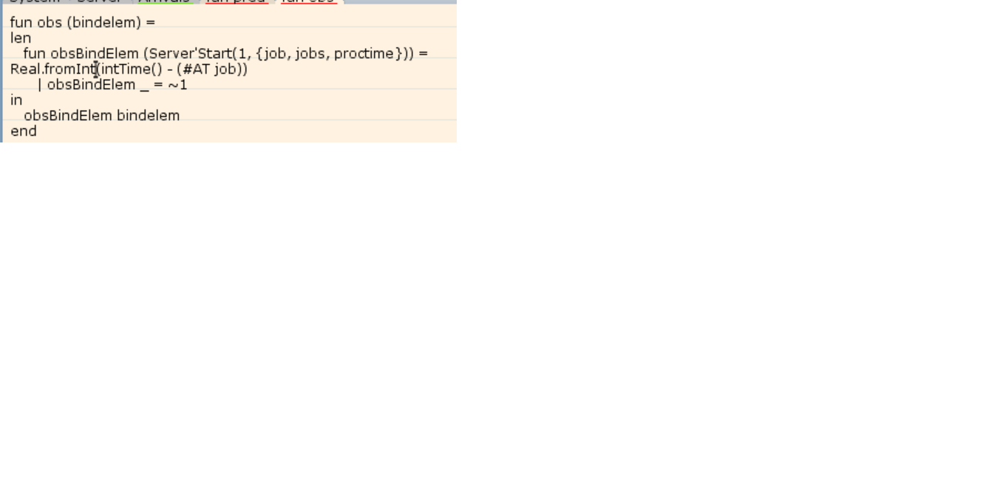 System Server Arrivals fun pred fun obs
fun obs (bindelem) =
len
fun obsBindElem (Server'Start(1, {job, jobs, proctime})) =
Real.fromInt(intTime() - (#AT job))
| obsBindElem _ = ~1
in
obsBindElem bindelem
end